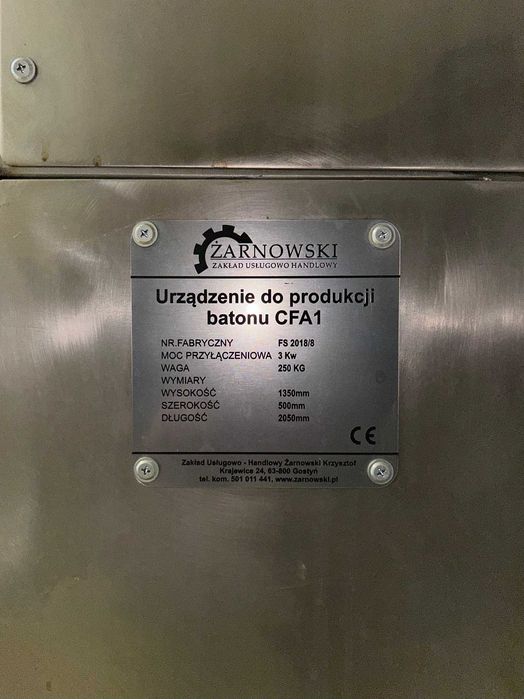 ŻARNOWSKI
ZAKŁAD USŁUGOWO HANDLOWY
Urządzenie do produkcji
batonu CFA1
NR.FABRYCZNY FS 2018/8
MOC PRZYŁĄCZENIOWA 3 Kw
WAGA 250 KG
WYMIARY
WYSOKOŚĆ 1350mm
SZEROKOŚĆ 500mm
DŁUGOŚĆ 2050mm
CE
Zakład Usługowo - Handlowy Żarnowski Krzysztof
Krajewice 24, 63-800 Gostyń
tel. kom. 501 011 441, www.zarnowski.pl